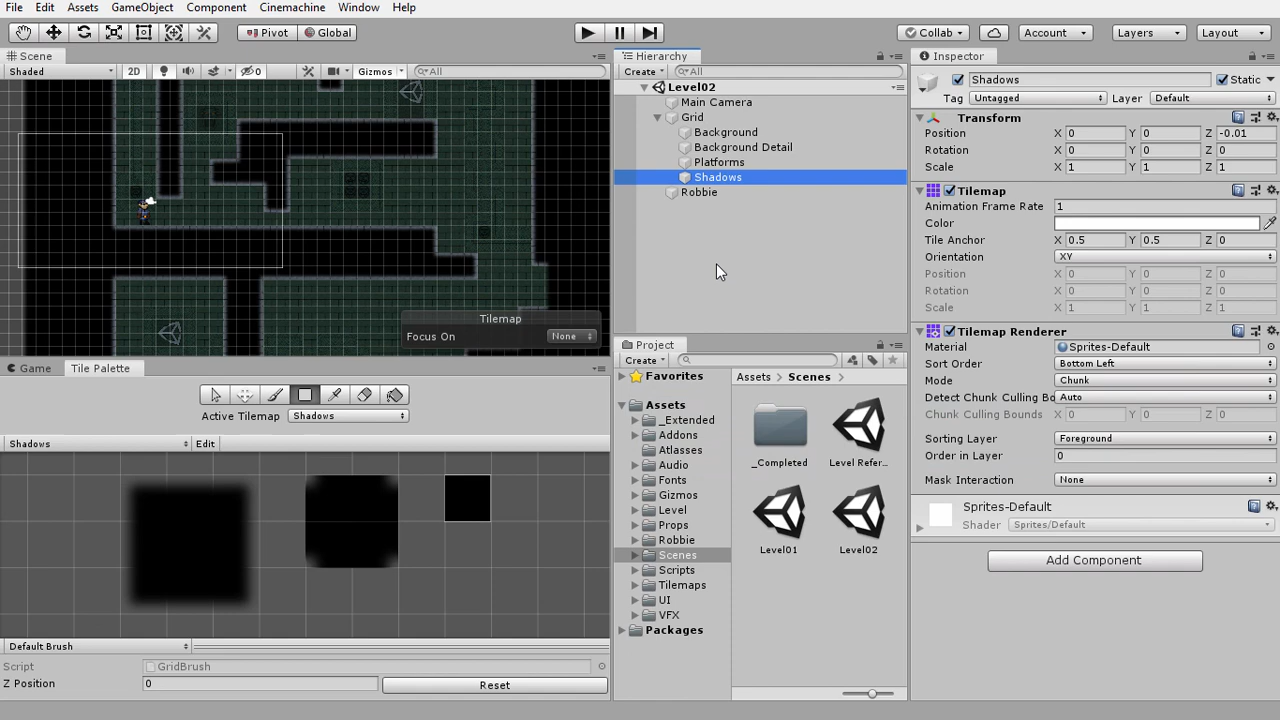 File Edit Assets GameObject Component Cinemachine Window Help
Pivot Global Collab Account Layers Layout
Scene
Shaded 2D 0 Gizmos All
Tilemap
Focus On None
Game Tile Palette
Active Tilemap Shadows
Shadows Edit
Default Brush
Script GridBrush
Z Position 0 Reset
Hierarchy
Create All
Level02
Main Camera
Grid
Background
Background Detail
Platforms
Shadows
Robbie
Project
Create
Favorites
Assets
_Extended
Addons
Atlasses
Audio
Fonts
Gizmos
Level
Props
Robbie
Scenes
Scripts
Tilemaps
UI
VFX
Packages
Assets Scenes
_Completed Level Refer...
Level01 Level02
Inspector
Shadows Static
Tag Untagged Layer Default
Transform
Position X 0 Y 0 Z -0.01
Rotation X 0 Y 0 Z 0
Scale X 1 Y 1 Z 1
Tilemap
Animation Frame Rate 1
Color
Tile Anchor X 0.5 Y 0.5 Z 0
Orientation XY
Position X 0 Y 0 Z 0
Rotation X 0 Y 0 Z 0
Scale X 1 Y 1 Z 1
Tilemap Renderer
Material Sprites-Default
Sort Order Bottom Left
Mode Chunk
Detect Chunk Culling Bo Auto
Chunk Culling Bounds X 0 Y 0 Z 0
Sorting Layer Foreground
Order in Layer 0
Mask Interaction None
Sprites-Default
Shader Sprites/Default
Add Component